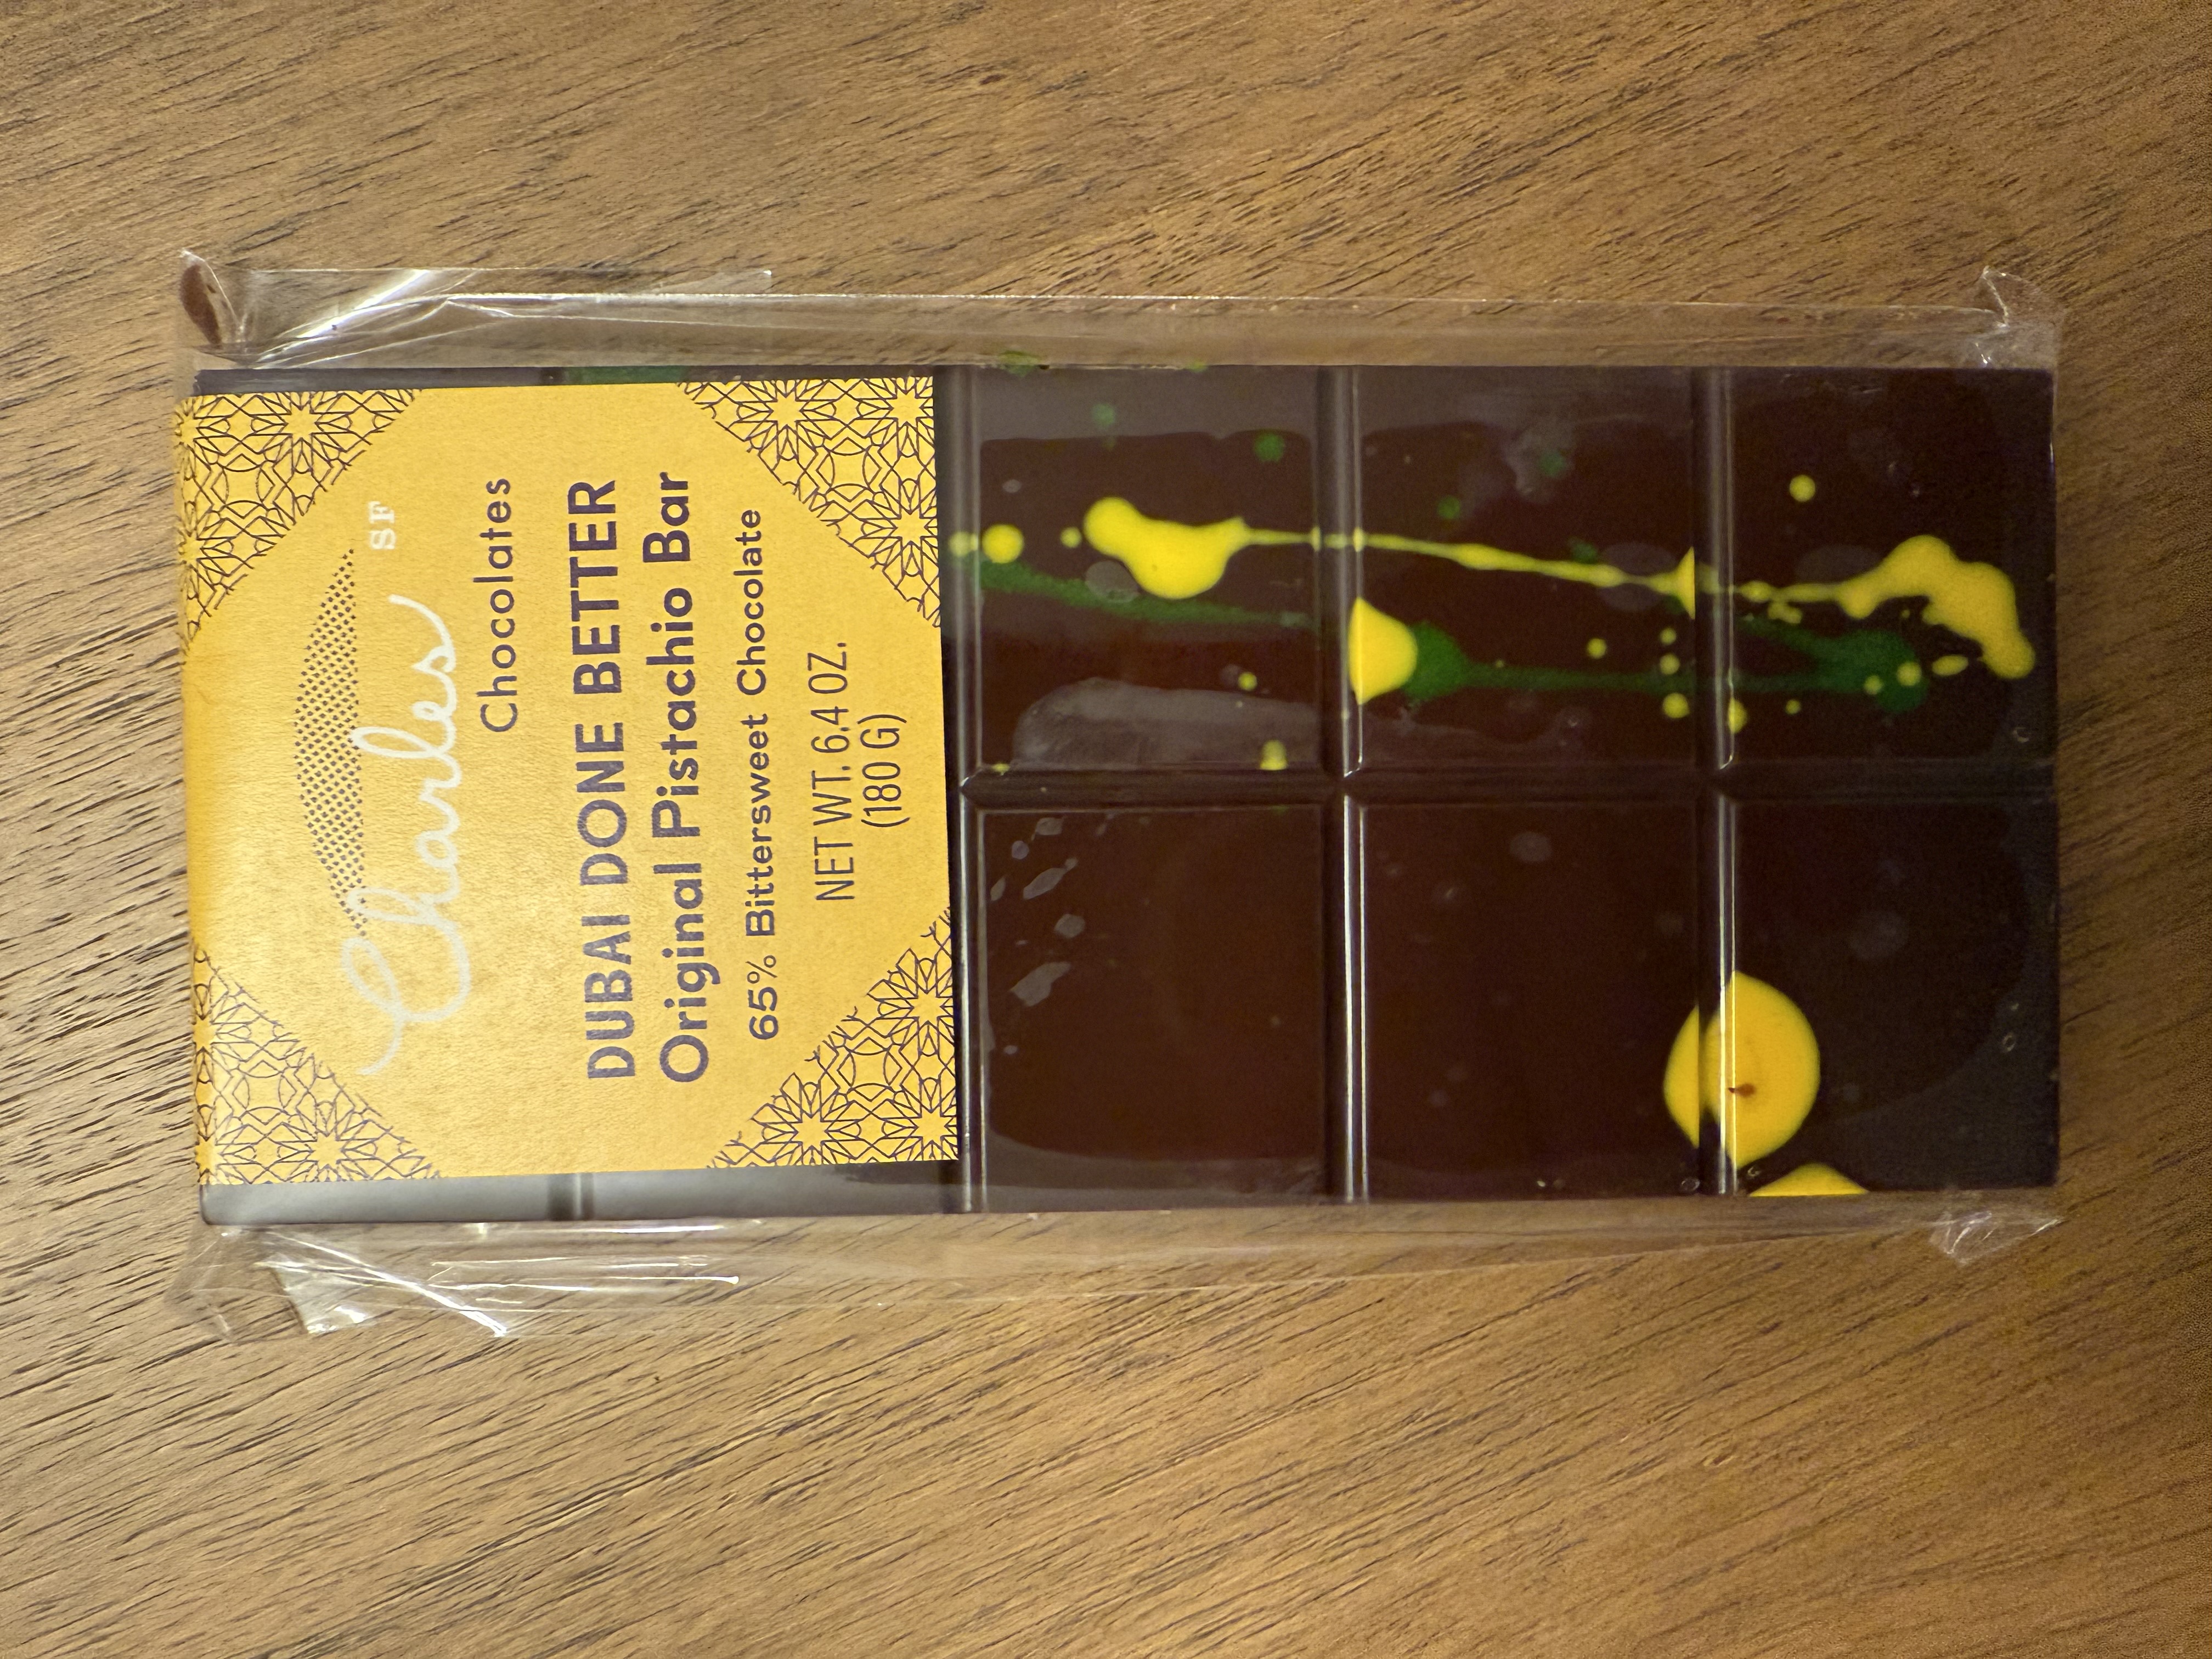 Charles SF
Chocolates
DUBAI DONE BETTER
Original Pistachio Bar
65% Bittersweet Chocolate
NET WT. 6.4 OZ.
(180 G)